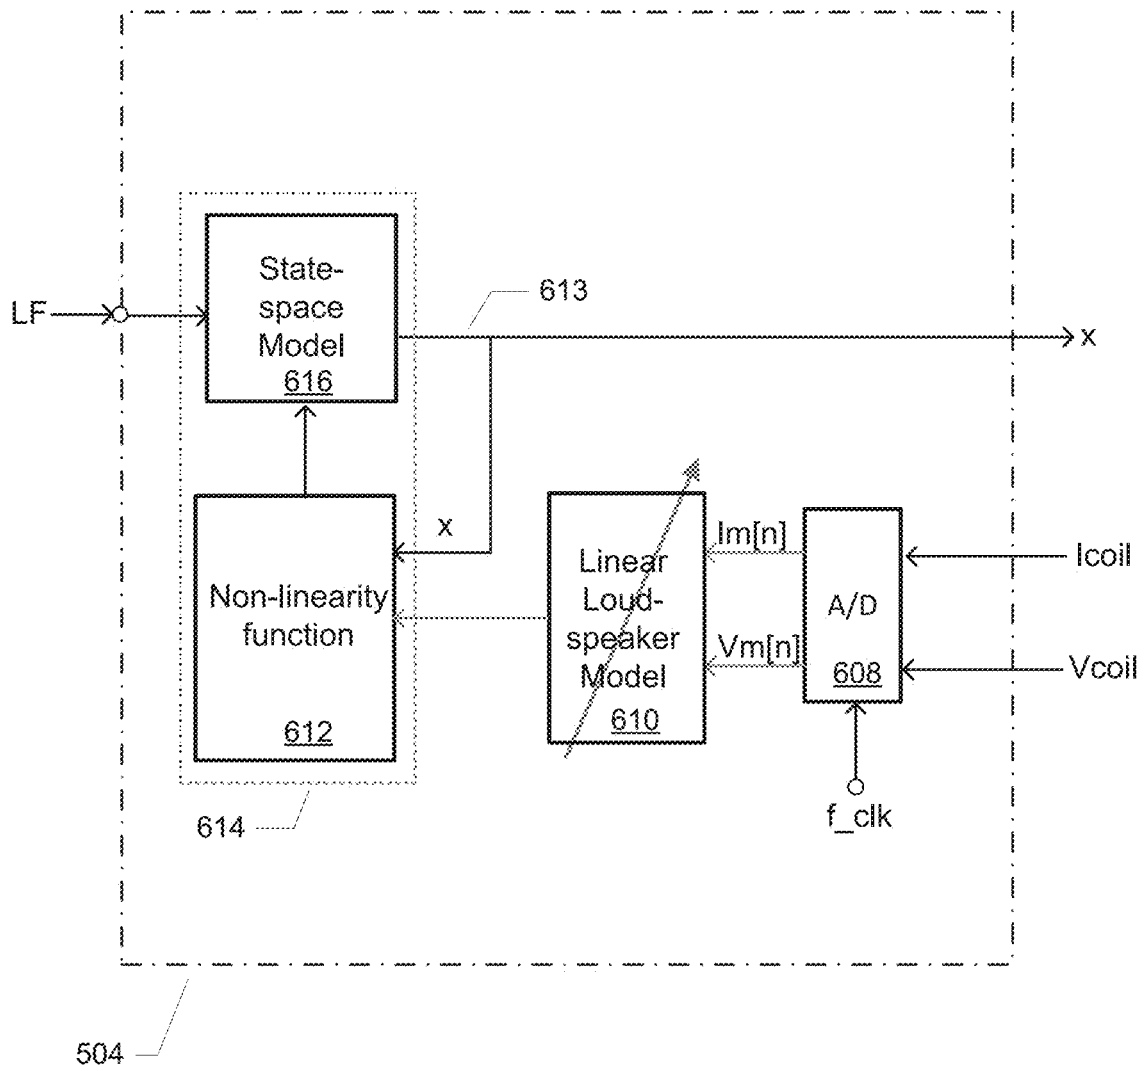 LF
State-
space
Model
616
613
x
x
Non-linearity
function
612
Linear
Loud-
speaker
Model
610
Im[n]
Vm[n]
A/D
608
Icoil
Vcoil
f_clk
614
504